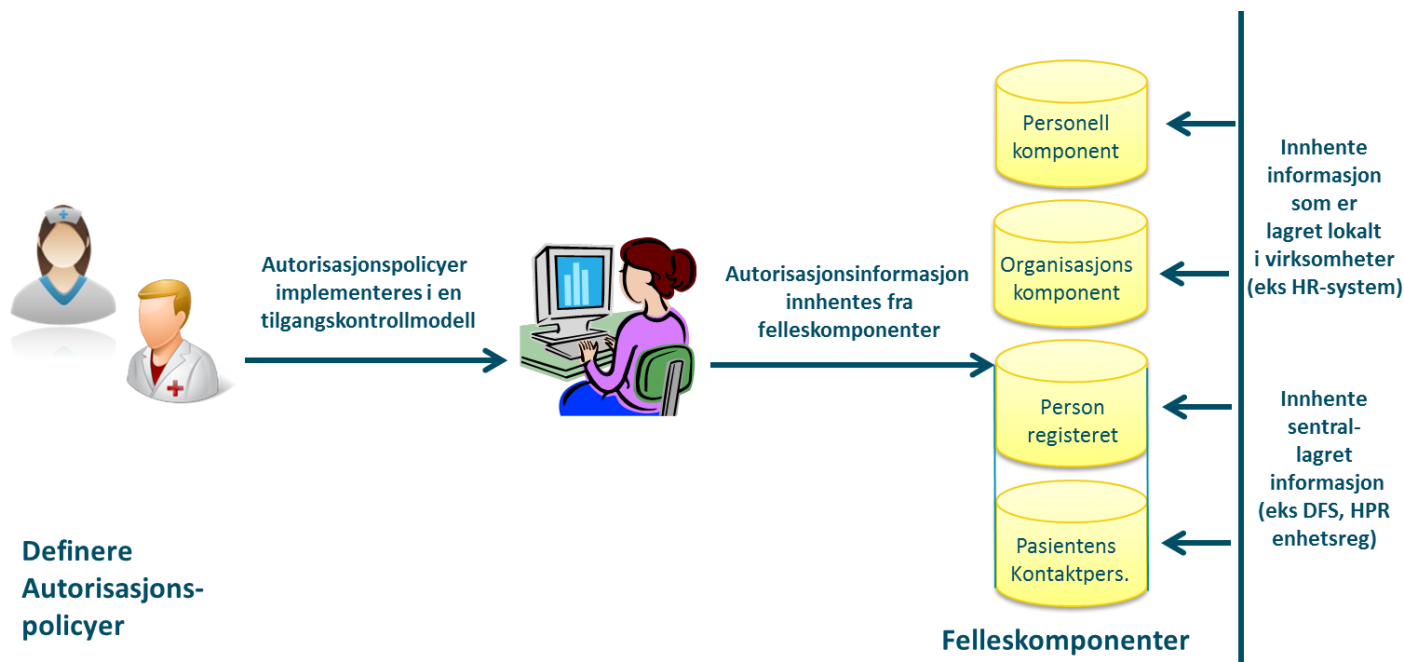 Definere
Autorisasjons-
policyer
Autorisasjonspolicyer
implementeres i en
tilgangskontrollmodell
Autorisasjonsinformasjon
innhentes fra
felleskomponenter
Personell
komponent
Organisasjons
komponent
Person
registeret
Pasientens
Kontaktpers.
Felleskomponenter
Innhente
informasjon
som er
lagret lokalt
i virksomheter
(eks HR-system)
Innhente
sentral-
lagret
informasjon
(eks DFS, HPR
enhetsreg)